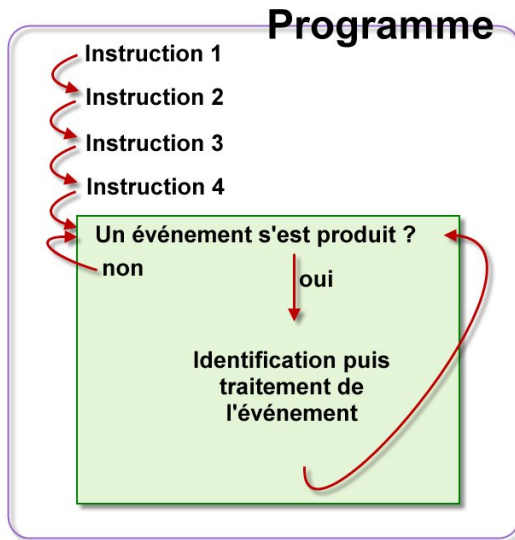 Programme
Instruction 1
Instruction 2
Instruction 3
Instruction 4
Un événement s'est produit ?
non
oui
Identification puis
traitement de
l'événement